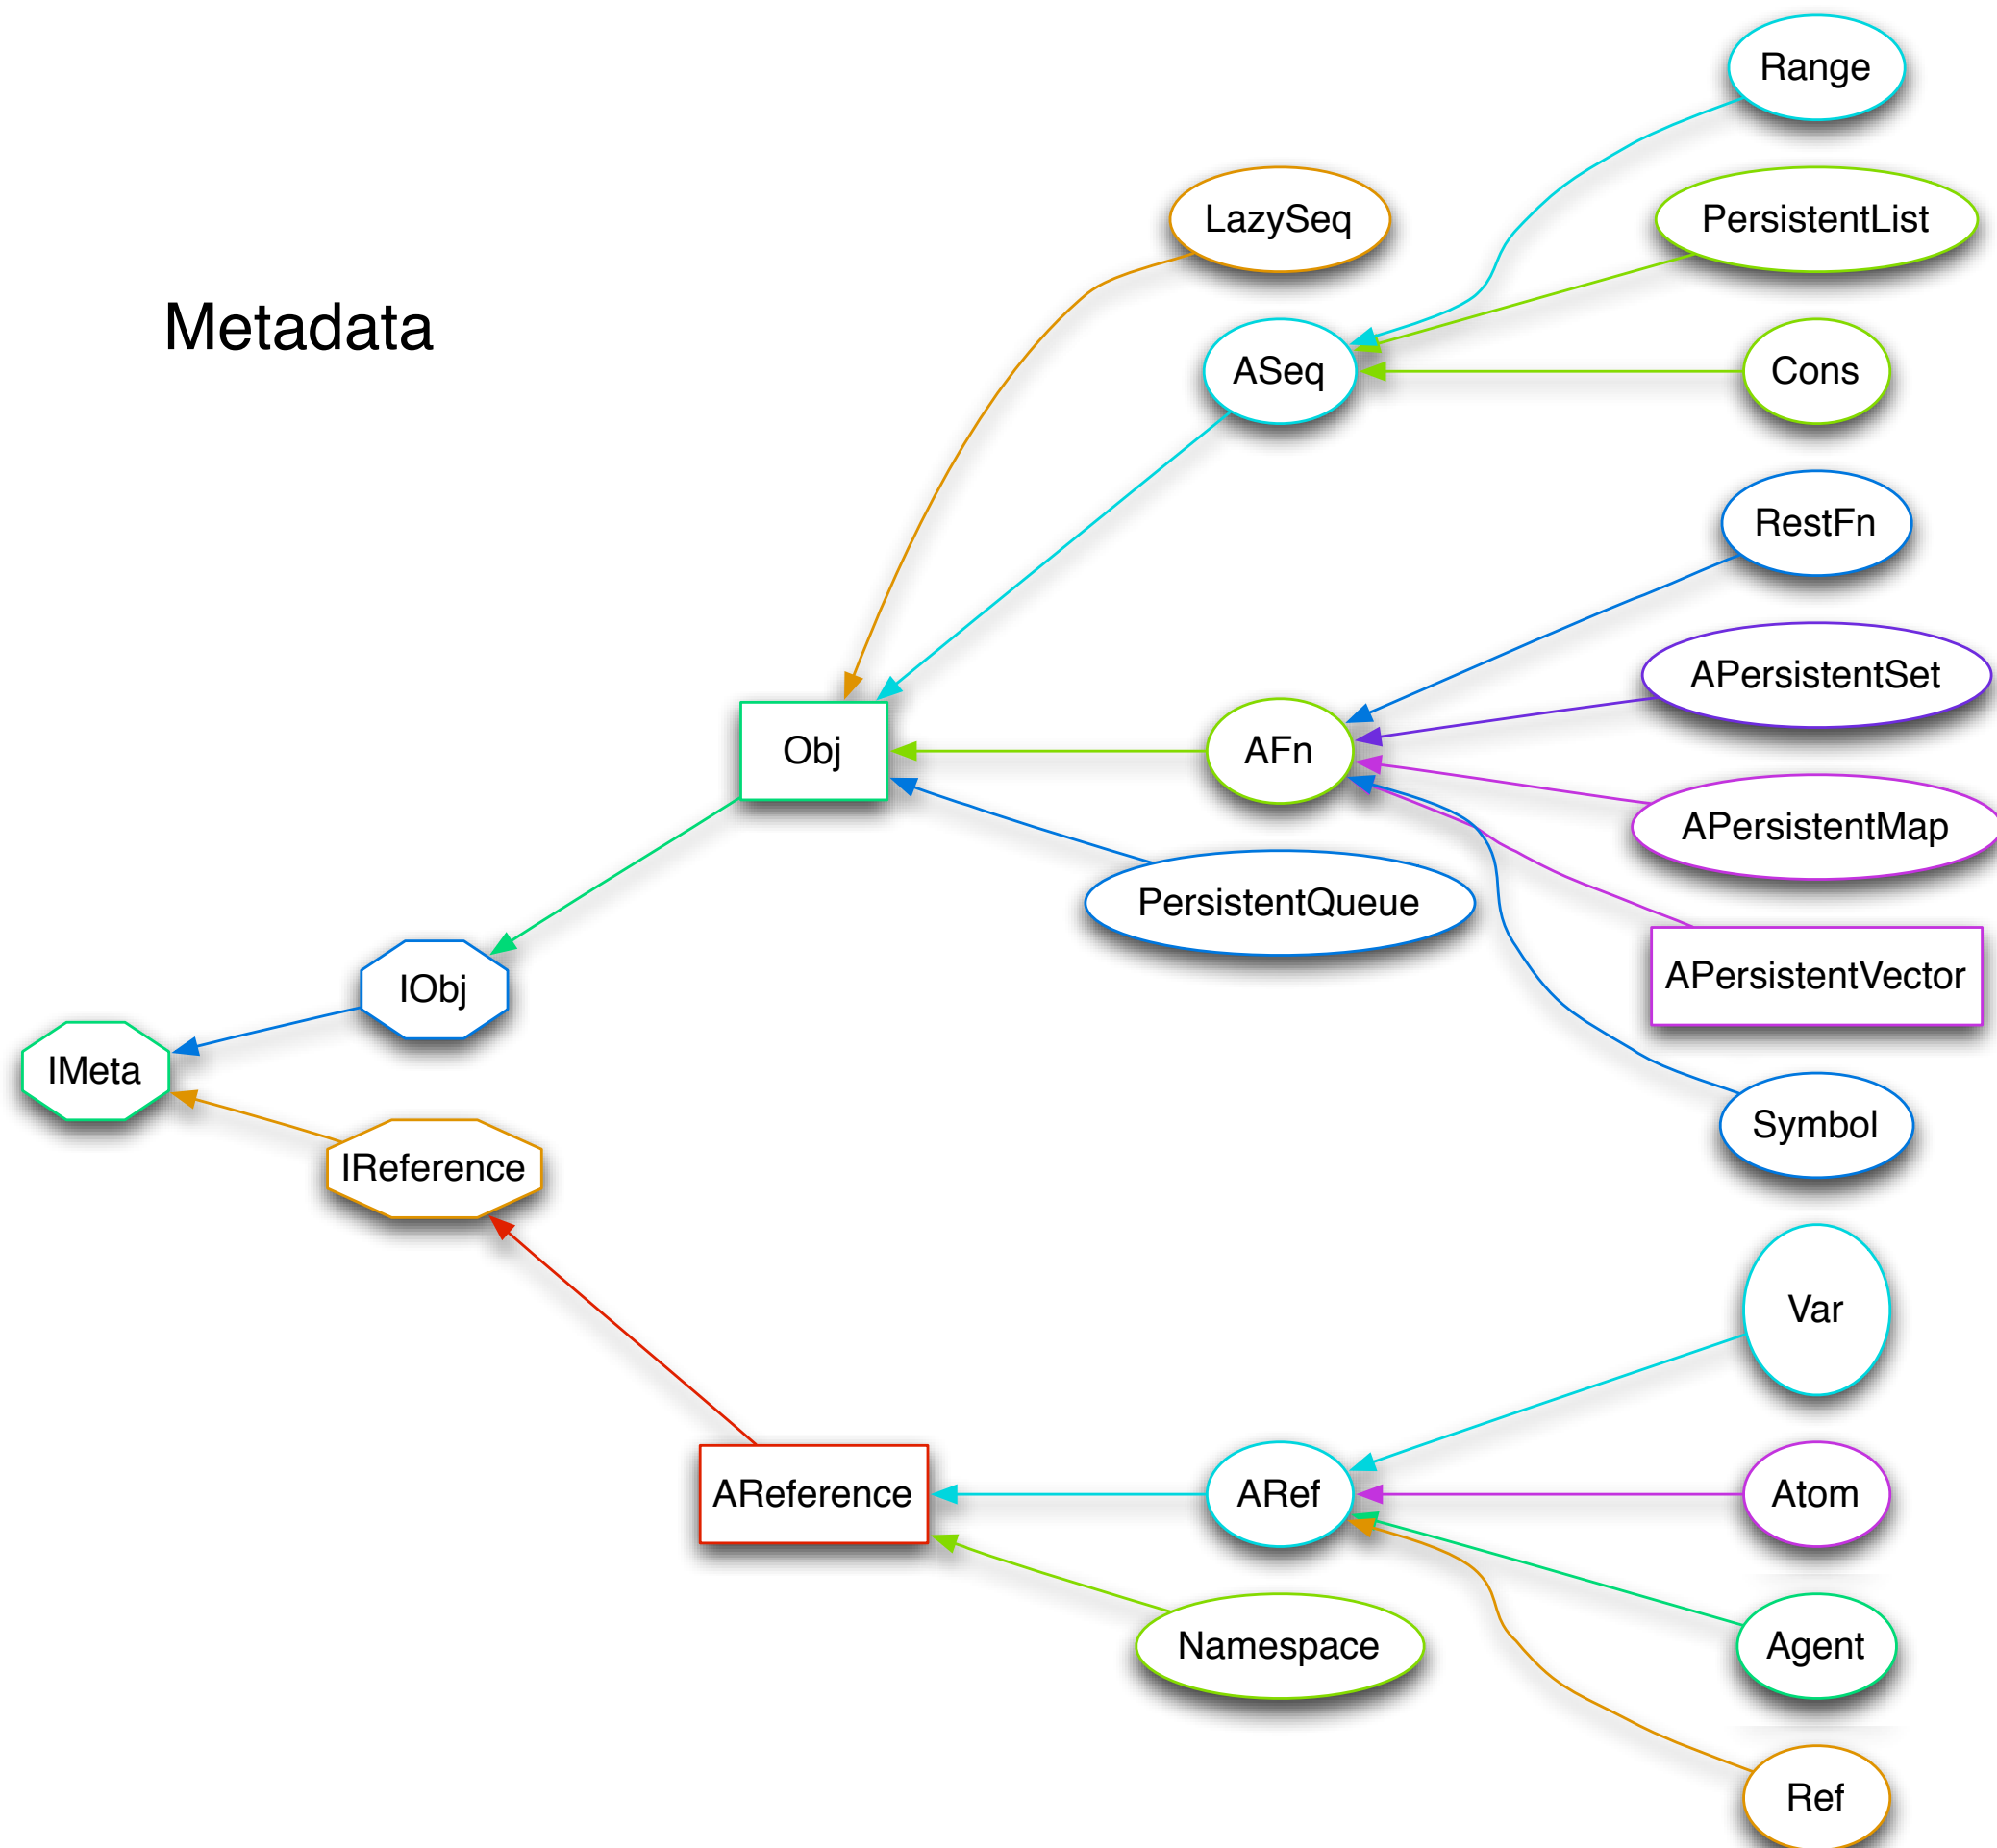 Range
LazySeq
PersistentList
Metadata
ASeq
Cons
RestFn
APersistentSet
Obj
AFn
APersistentMap
PersistentQueue
APersistentVector
IObj
IMeta
Symbol
IReference
Var
AReference
ARef
Atom
Namespace
Agent
Ref